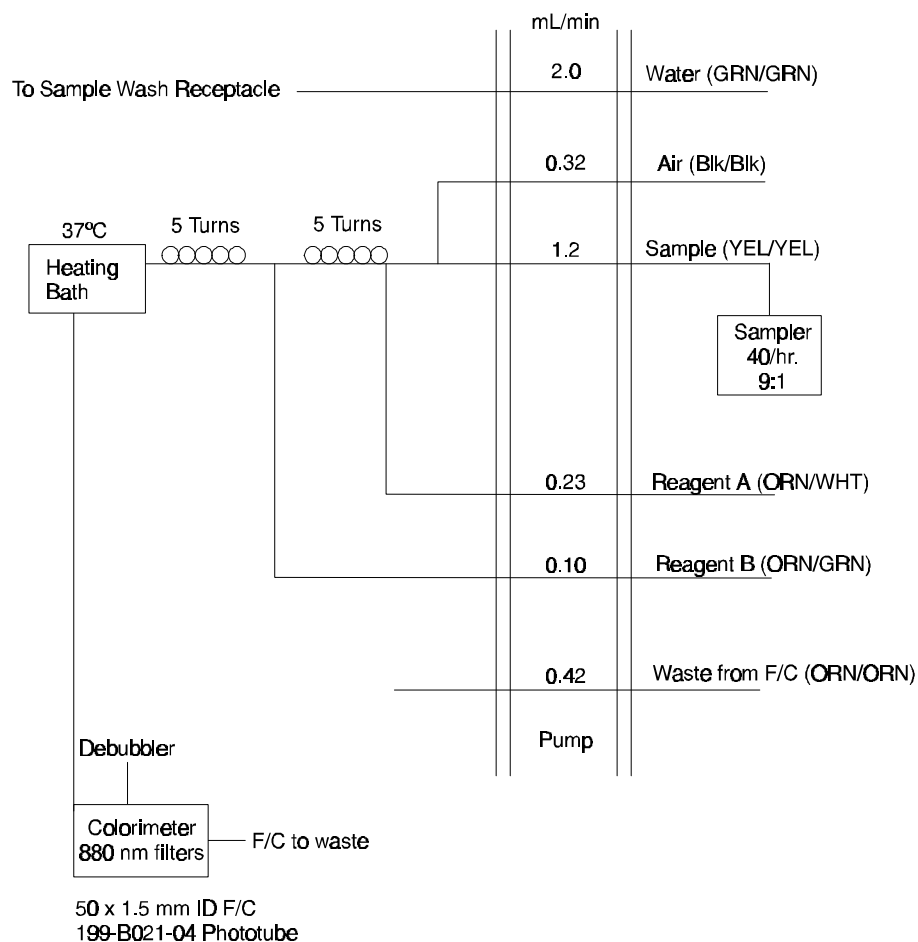 mL/min
2.0 Water (GRN/GRN)
To Sample Wash Receptacle
0.32 Air (Blk/Blk)
37ºC
5 Turns
5 Turns
1.2 Sample (YEL/YEL)
Heating
Bath
Sampler
40/hr.
9:1
0.23 Reagent A (ORN/WHT)
0.10 Reagent B (ORN/GRN)
0.42 Waste from F/C (ORN/ORN)
Pump
Debubbler
Colorimeter
880 nm filters
F/C to waste
50 x 1.5 mm ID F/C
199-B021-04 Phototube